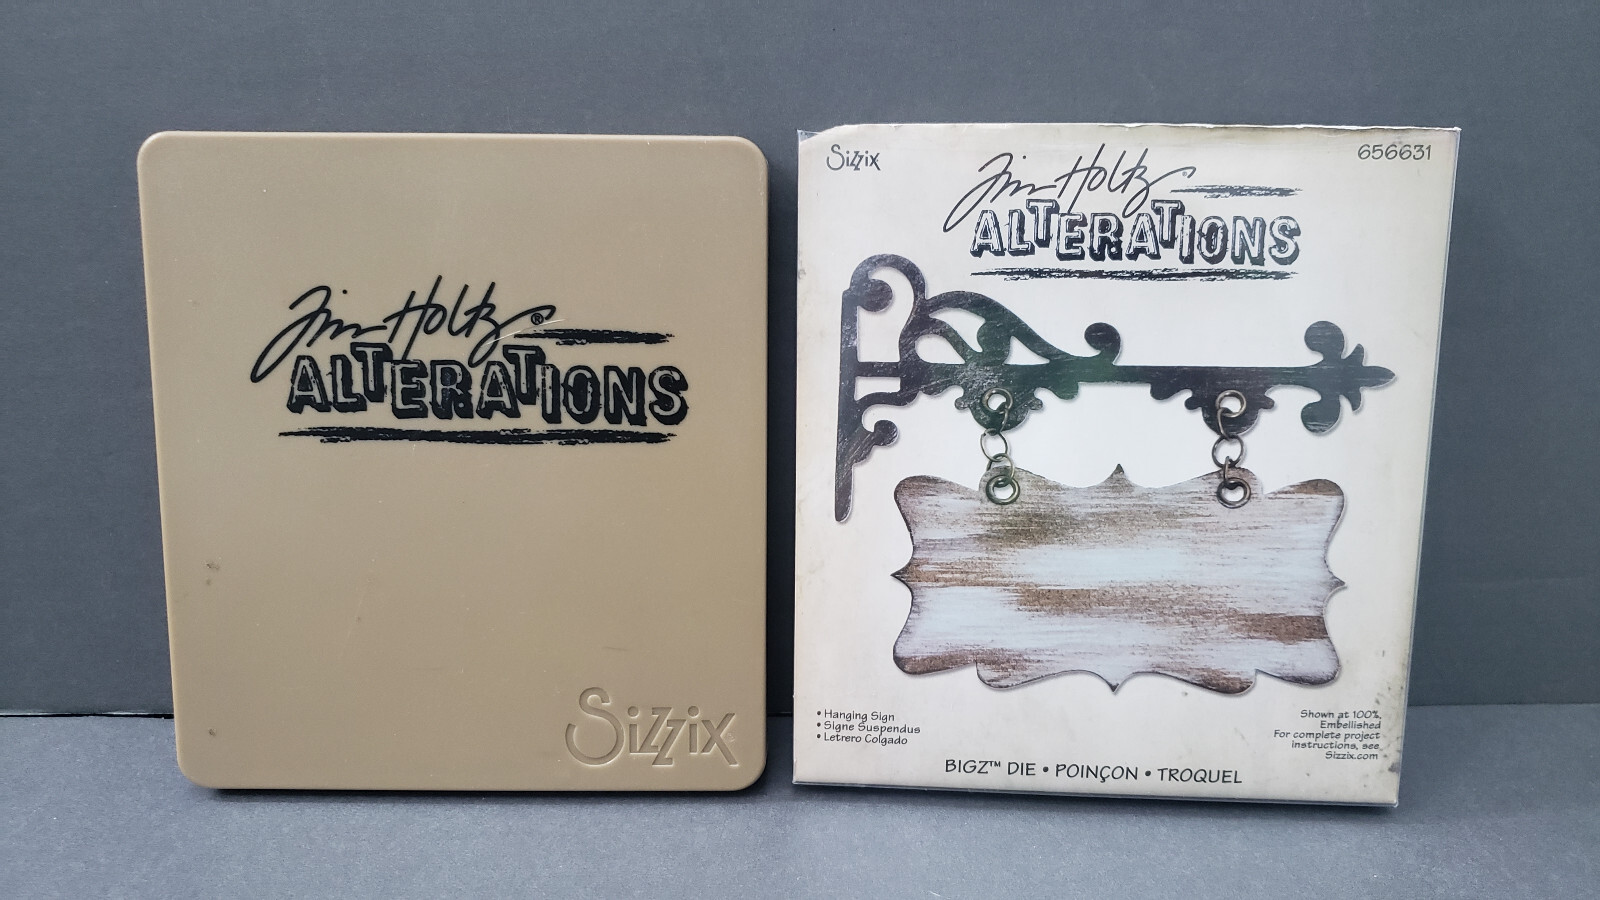 Tim Holtz®
ALTERATIONS
Sizzix
Sizzix
656631
Tim Holtz®
ALTERATIONS
• Hanging Sign
• Signe Suspendus
• Letrero Colgado
Shown at 100%.
Embellished
For complete project
instructions, see
Sizzix.com
BIGZ™ DIE • POINÇON • TROQUEL